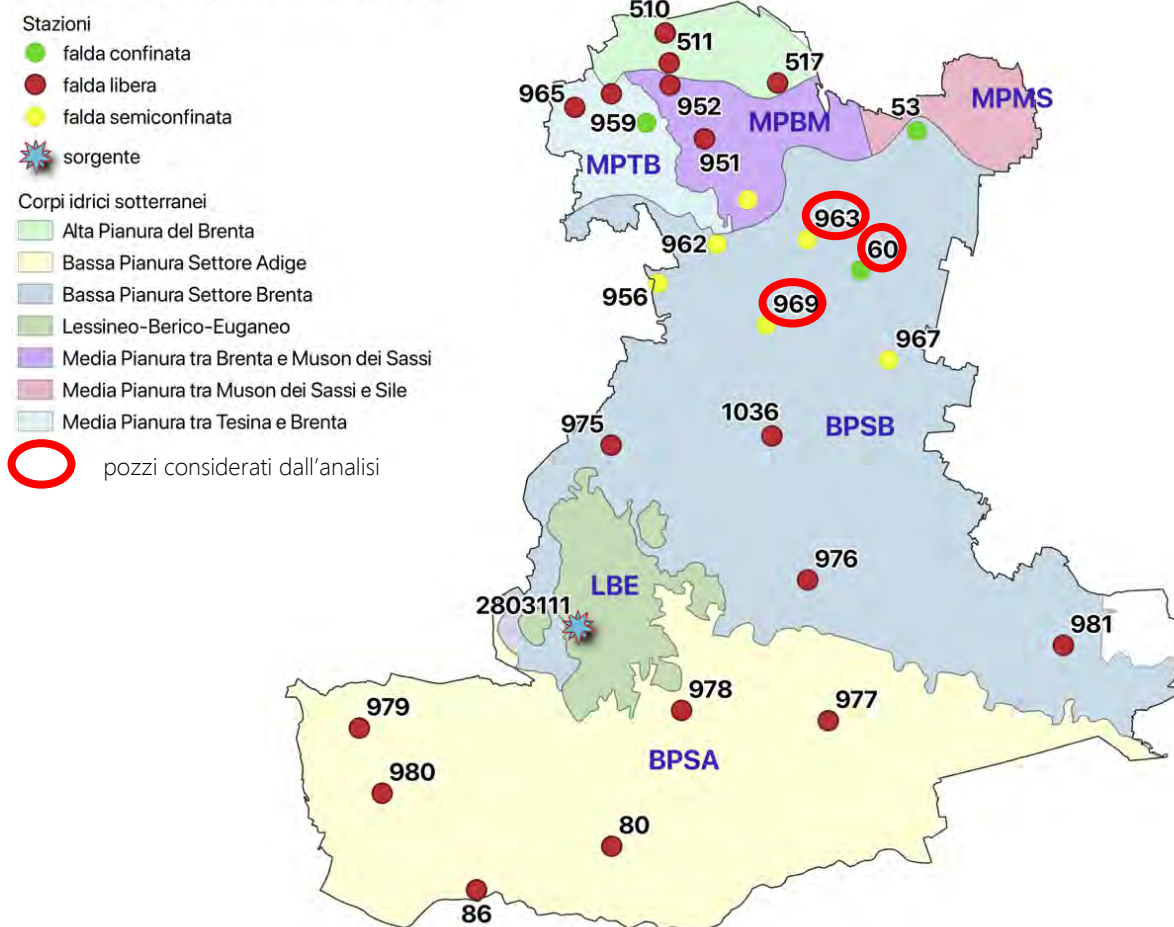 Stazioni
falda confinata
falda libera
falda semiconfinata
sorgente
Corpi idrici sotterranei
Alta Pianura del Brenta
Bassa Pianura Settore Adige
Bassa Pianura Settore Brenta
Lessineo-Berico-Euganeo
Media Pianura tra Brenta e Muson dei Sassi
Media Pianura tra Muson dei Sassi e Sile
Media Pianura tra Tesina e Brenta
pozzi considerati dall'analisi
510
511
517
965
952
53
MPMS
959
MPBM
951
MPTB
963
962
60
956
969
967
975
1036
BPSB
976
LBE
2803111
981
979
978
977
BPSA
980
80
86